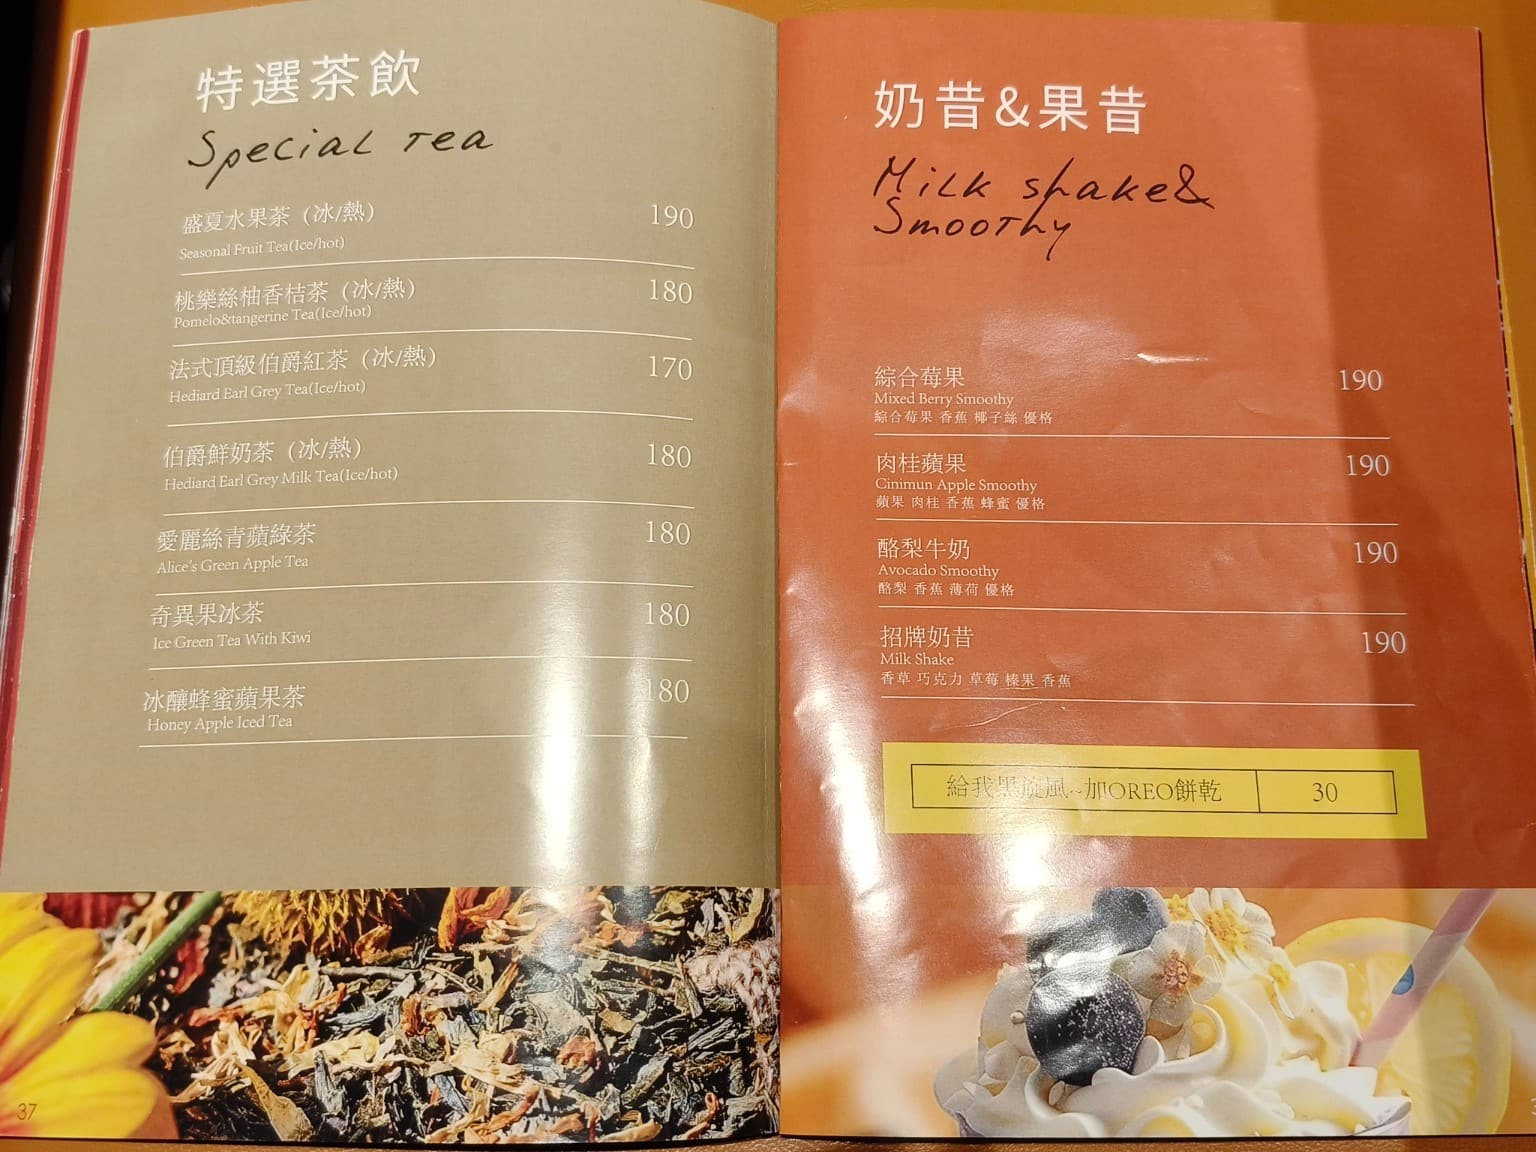 特選茶飲
Special Tea
盛夏水果茶（冰/熱） 190
Seasonal Fruit Tea(Ice/hot)
桃樂絲柚香桔茶（冰/熱） 180
Pomelo&tangerine Tea(Ice/hot)
法式頂級伯爵紅茶（冰/熱） 170
Hediard Earl Grey Tea(Ice/hot)
伯爵鮮奶茶（冰/熱） 180
Hediard Earl Grey Milk Tea(Ice/hot)
愛麗絲青蘋綠茶 180
Alice's Green Apple Tea
奇異果冰茶 180
Ice Green Tea With Kiwi
冰釀蜂蜜蘋果茶 180
Honey Apple Iced Tea
37
奶昔&果昔
Milk shake&
Smoothy
綜合莓果 190
Mixed Berry Smoothy
綜合莓果 香蕉 椰子絲 優格
肉桂蘋果 190
Cinimun Apple Smoothy
蘋果 肉桂 香蕉 蜂蜜 優格
酪梨牛奶 190
Avocado Smoothy
酪梨 香蕉 薄荷 優格
招牌奶昔 190
Milk Shake
香草 巧克力 草莓 榛果 香蕉
給我黑旋風~加OREO餅乾 30